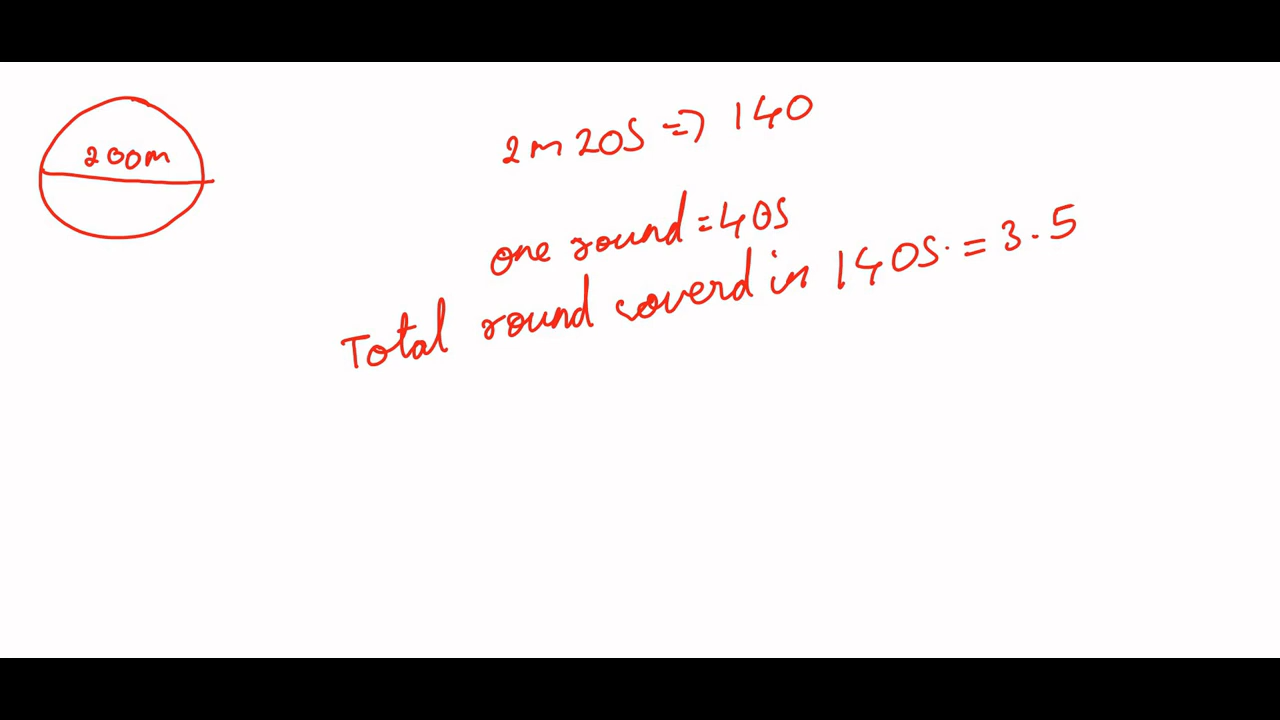 200m
2m 20S => 140
one round = 40S
Total round coverd in 140S. = 3.5